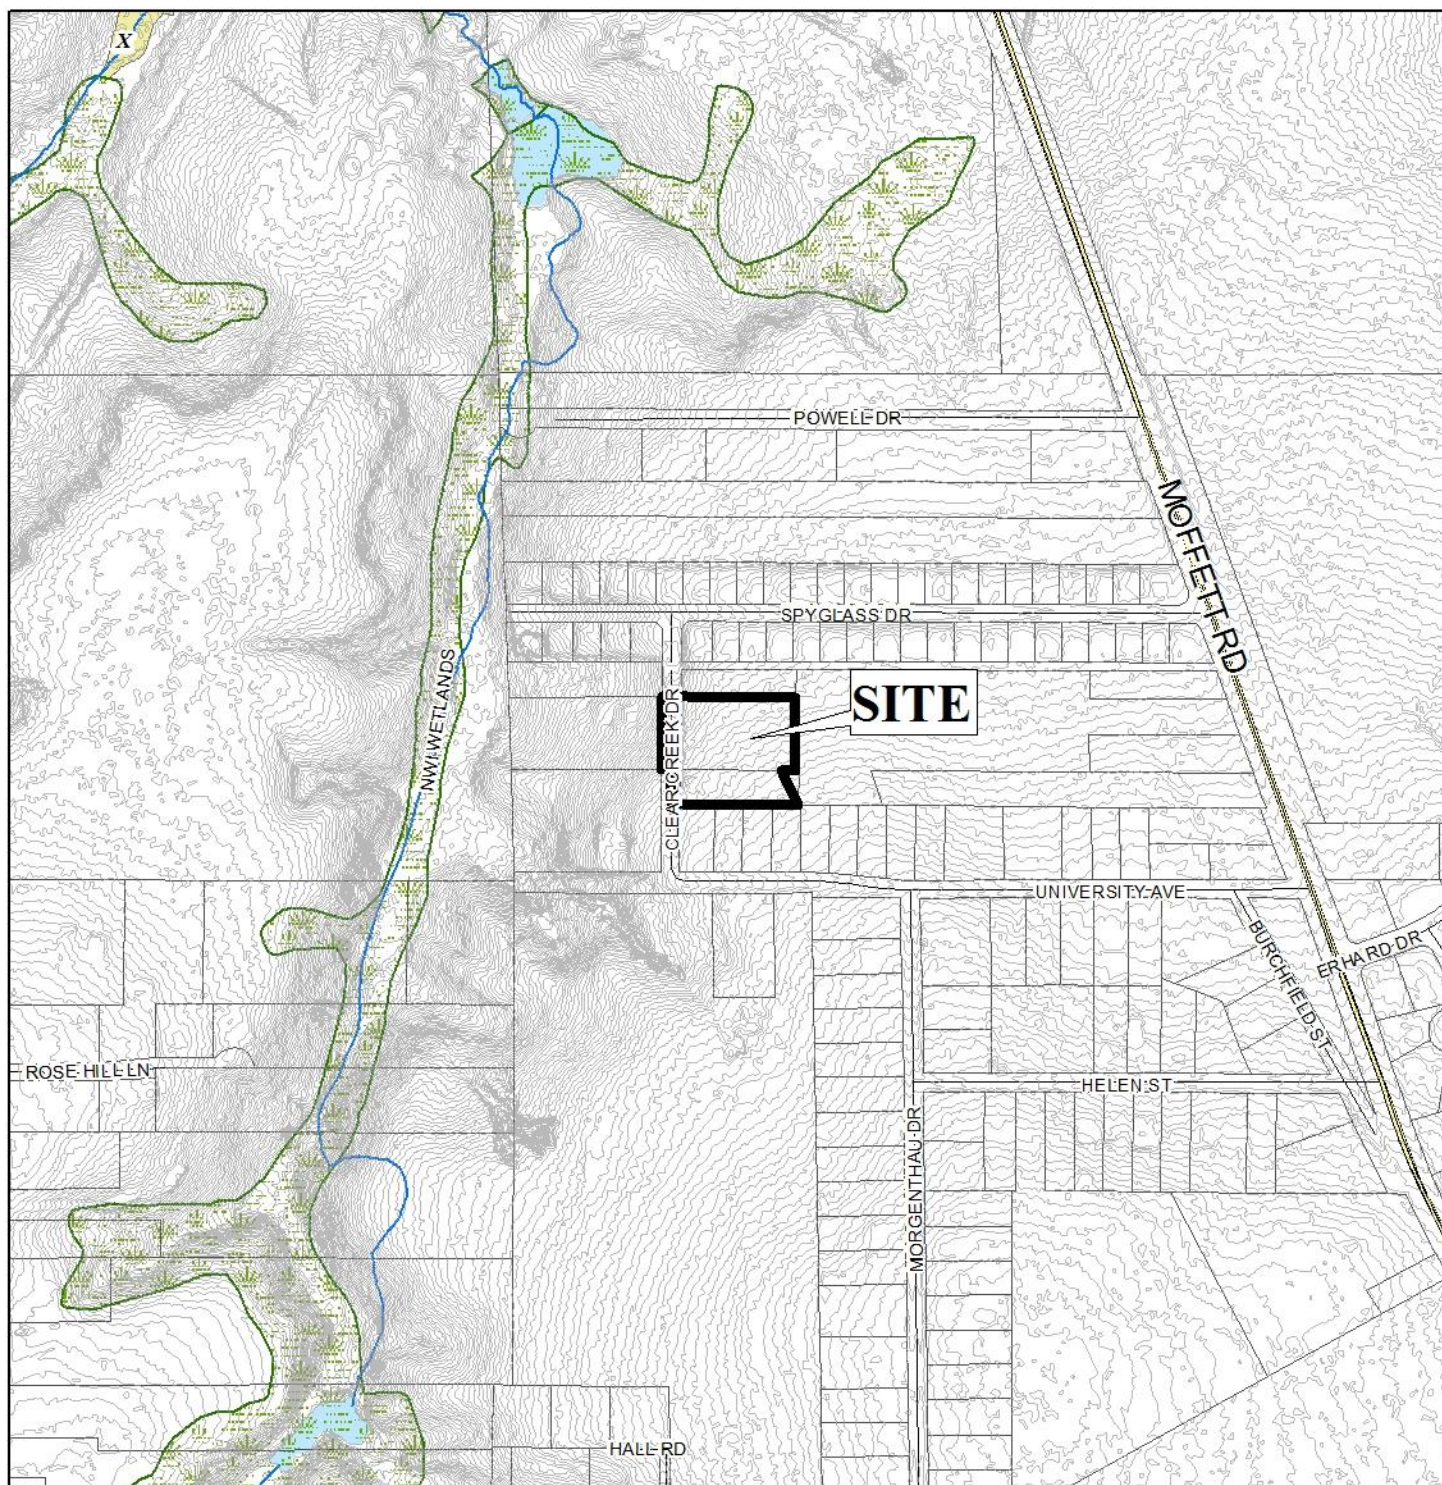 X
POWELL DR
MOFFETT RD
SPYGLASS DR
NWI WETLANDS
CLEAR CREEK DR
SITE
UNIVERSITY AVE
BURCHFIELD ST
ERHARD DR
ROSE HILL LN
HELEN ST
MORGENTHAU DR
HALL RD